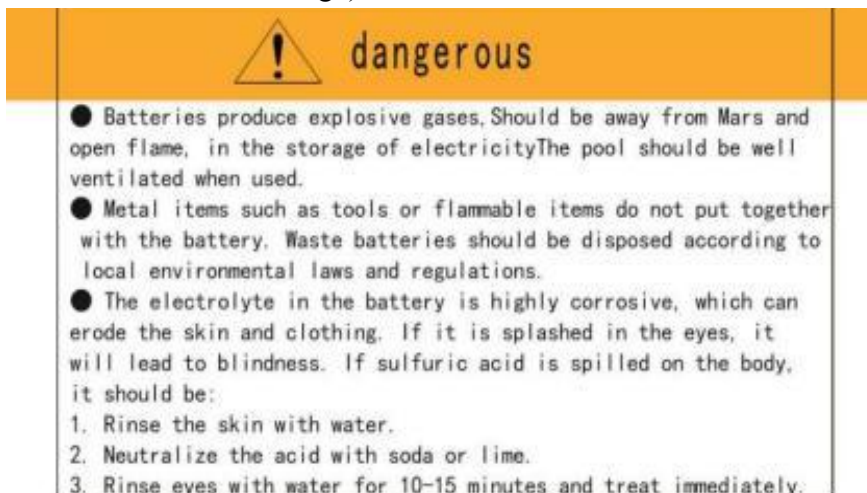 dangerous
● Batteries produce explosive gases, Should be away from Mars and
open flame, in the storage of electricityThe pool should be well
ventilated when used.
● Metal items such as tools or flammable items do not put together
with the battery. Waste batteries should be disposed according to
local environmental laws and regulations.
● The electrolyte in the battery is highly corrosive, which can
erode the skin and clothing. If it is splashed in the eyes, it
will lead to blindness. If sulfuric acid is spilled on the body,
it should be:
1. Rinse the skin with water.
2. Neutralize the acid with soda or lime.
3. Rinse eyes with water for 10-15 minutes and treat immediately.